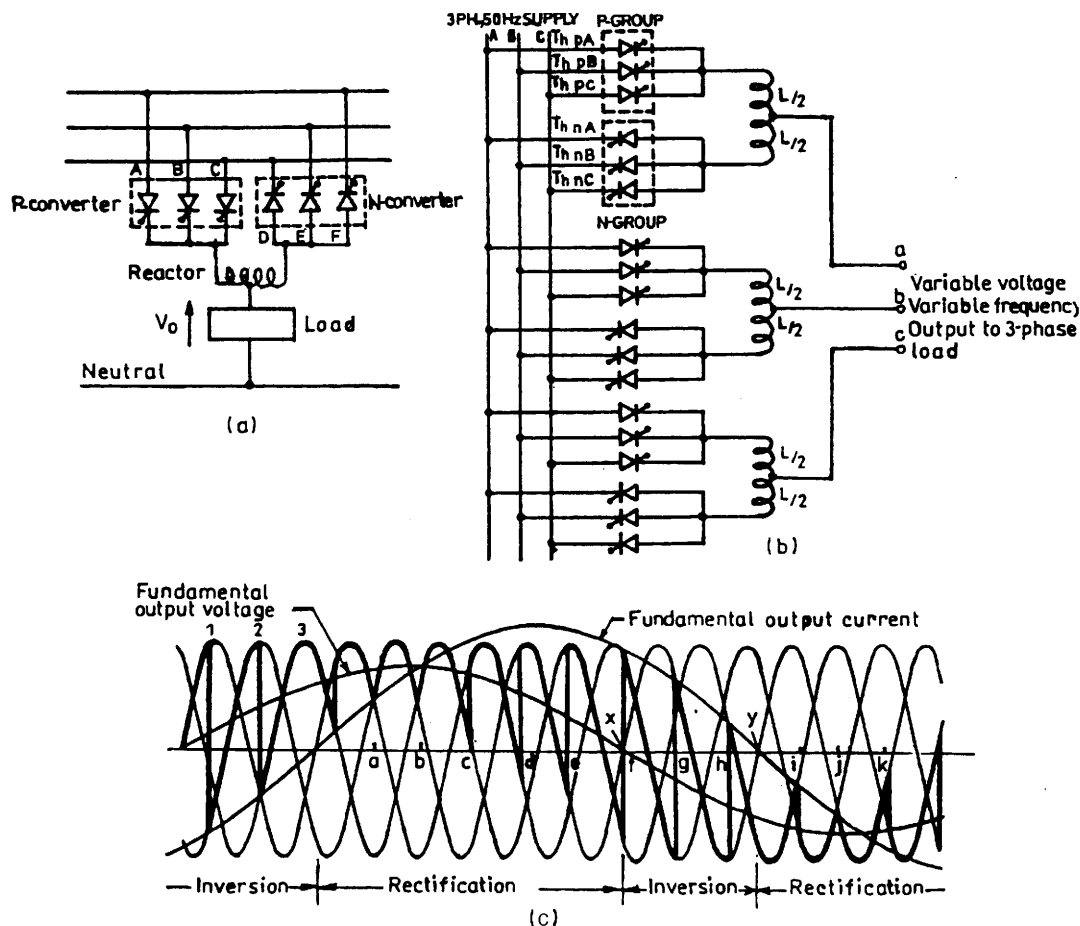 A
B
C
P-converter
N-converter
D
E
F
Reactor
V₀
Load
Neutral
(a)
3PH,50Hz SUPPLY
P-GROUP
A
B
C
Th pA
Th pB
Th pC
Th nA
Th nB
Th nC
N-GROUP
L/2
L/2
L/2
L/2
L/2
L/2
a
Variable voltage
b Variable frequency
c Output to 3-phase
load
(b)
Fundamental
output voltage
Fundamental output current
1 2 3
x y
a b c d e f g h i j k
Inversion Rectification Inversion Rectification
(c)